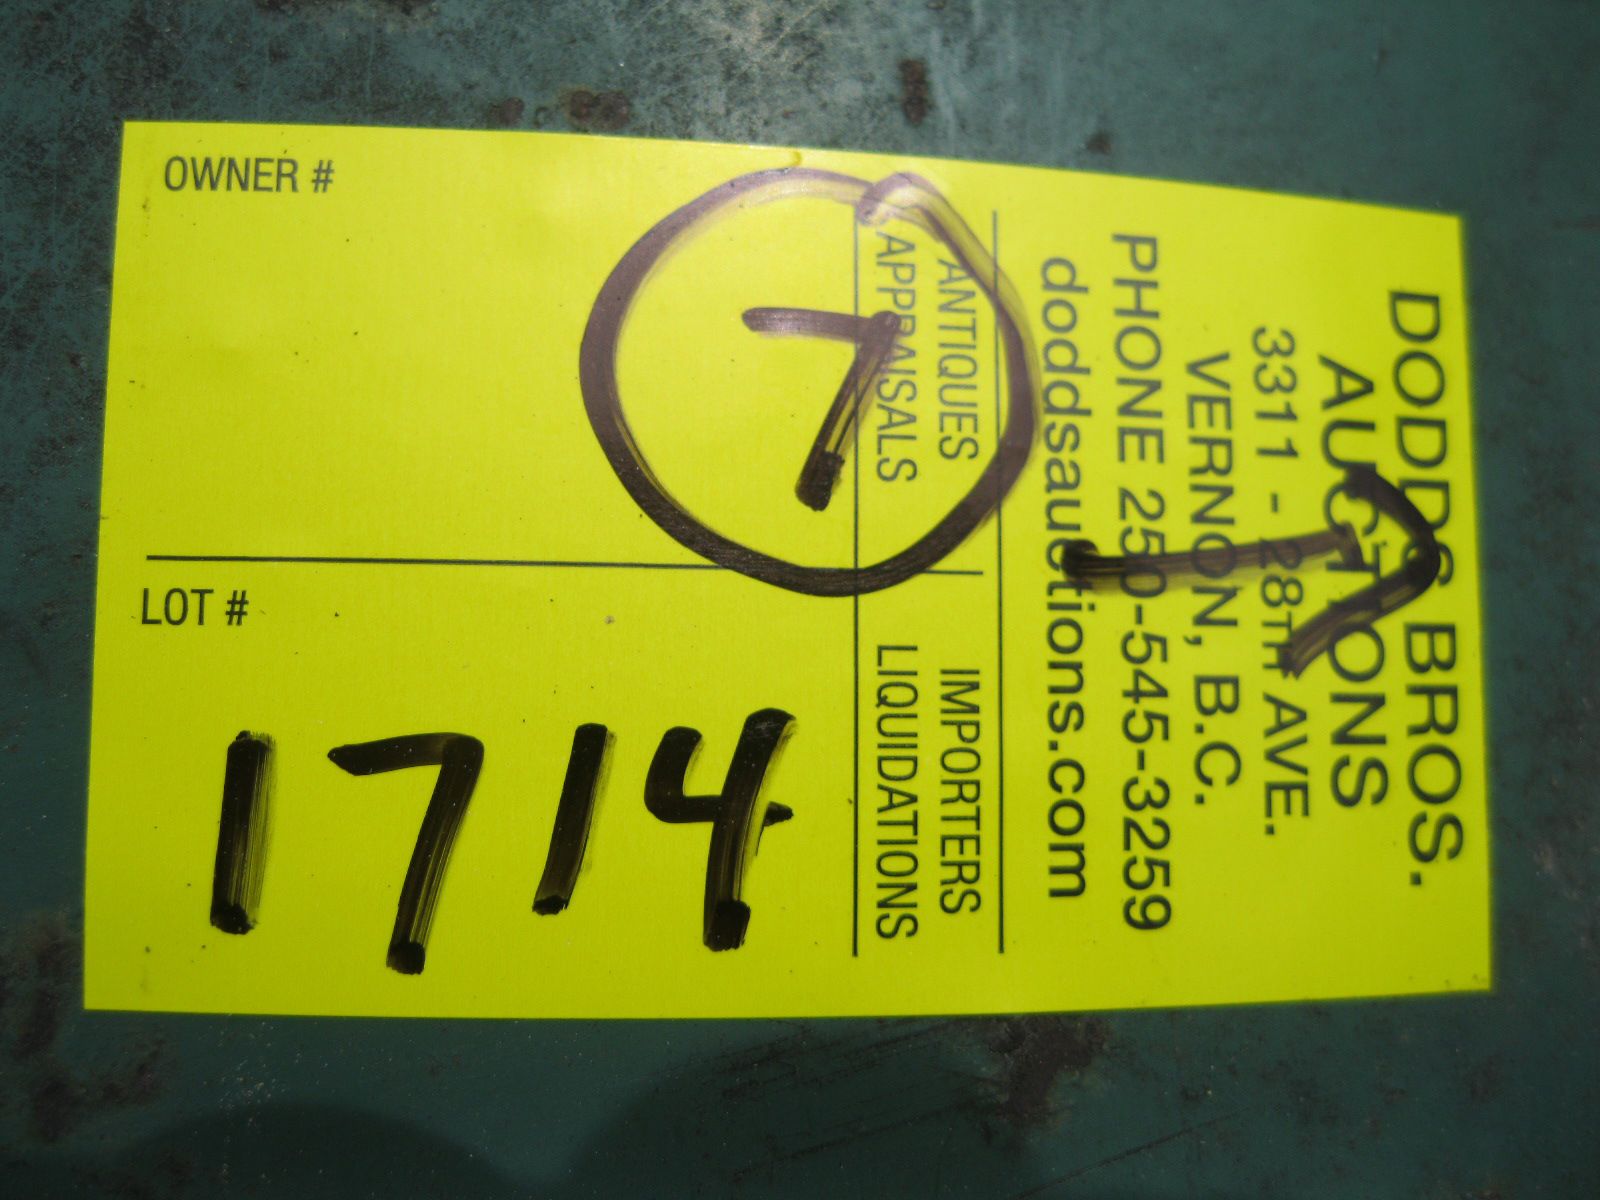 OWNER #
7
LOT #
1714
DODDS BROS.
AUCTIONS
3311 - 28TH AVE.
VERNON, B.C.
PHONE 250-545-3259
doddsauctions.com
ANTIQUES
APPRAISALS
IMPORTERS
LIQUIDATIONS